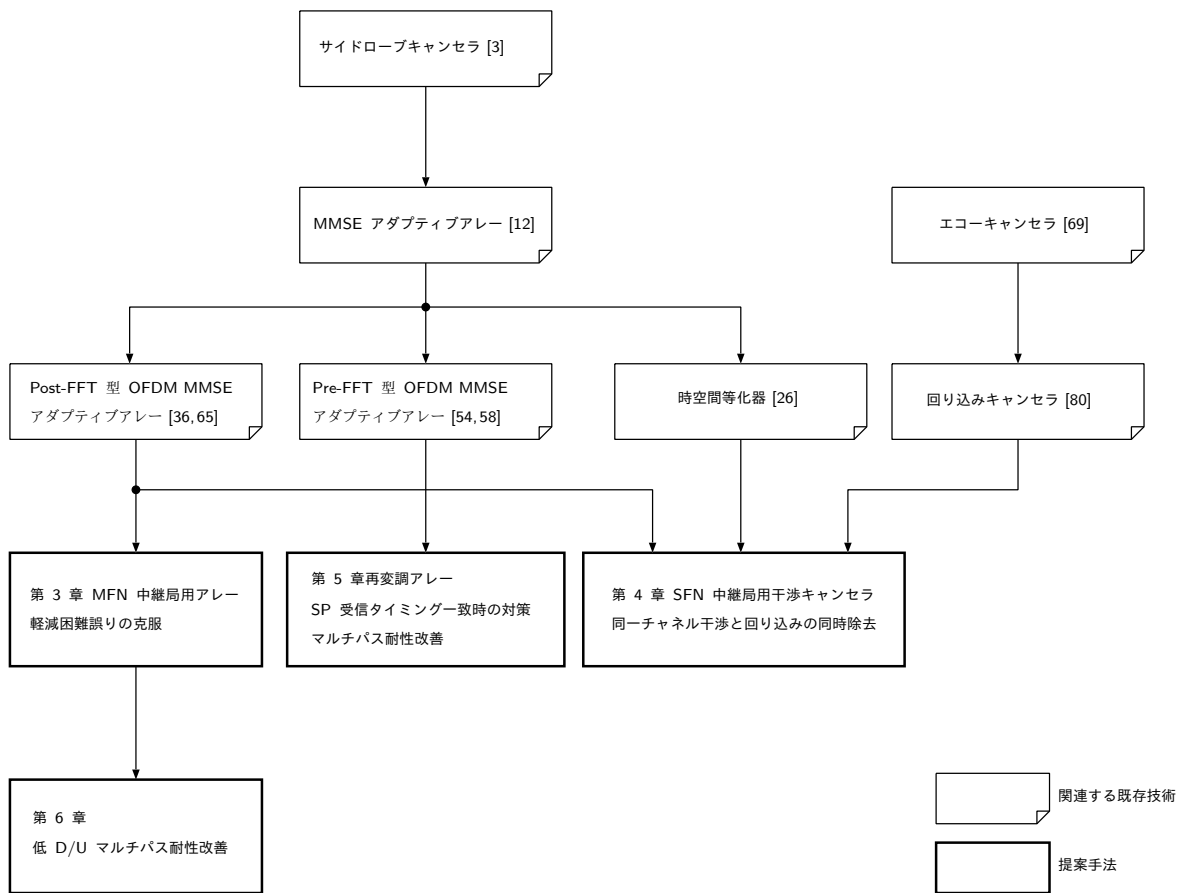 サイドローブキャンセラ [3]
MMSE アダプティブアレー [12]
エコーキャンセラ [69]
Post-FFT 型 OFDM MMSE
アダプティブアレー [36,65]
Pre-FFT 型 OFDM MMSE
アダプティブアレー [54,58]
時空間等化器 [26]
回り込みキャンセラ [80]
第 3 章 MFN 中継局用アレー
軽減困難誤りの克服
第 5 章再変調アレー
SP 受信タイミング一致時の対策
マルチパス耐性改善
第 4 章 SFN 中継局用干渉キャンセラ
同一チャネル干渉と回り込みの同時除去
第 6 章
低 D/U マルチパス耐性改善
関連する既存技術
提案手法